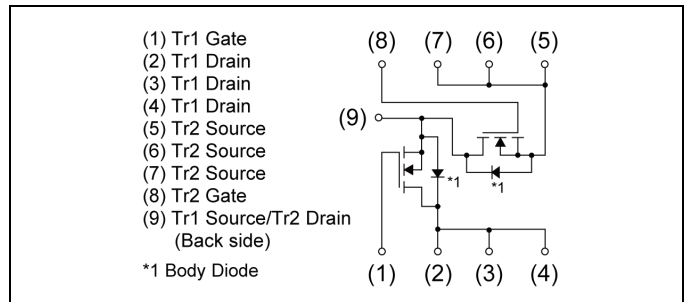 (1) Tr1 Gate
(2) Tr1 Drain
(3) Tr1 Drain
(4) Tr1 Drain
(5) Tr2 Source
(6) Tr2 Source
(7) Tr2 Source
(8) Tr2 Gate
(9) Tr1 Source/Tr2 Drain
(Back side)
*1 Body Diode
(8) (7) (6) (5)
(9)
*1
*1
(1) (2) (3) (4)